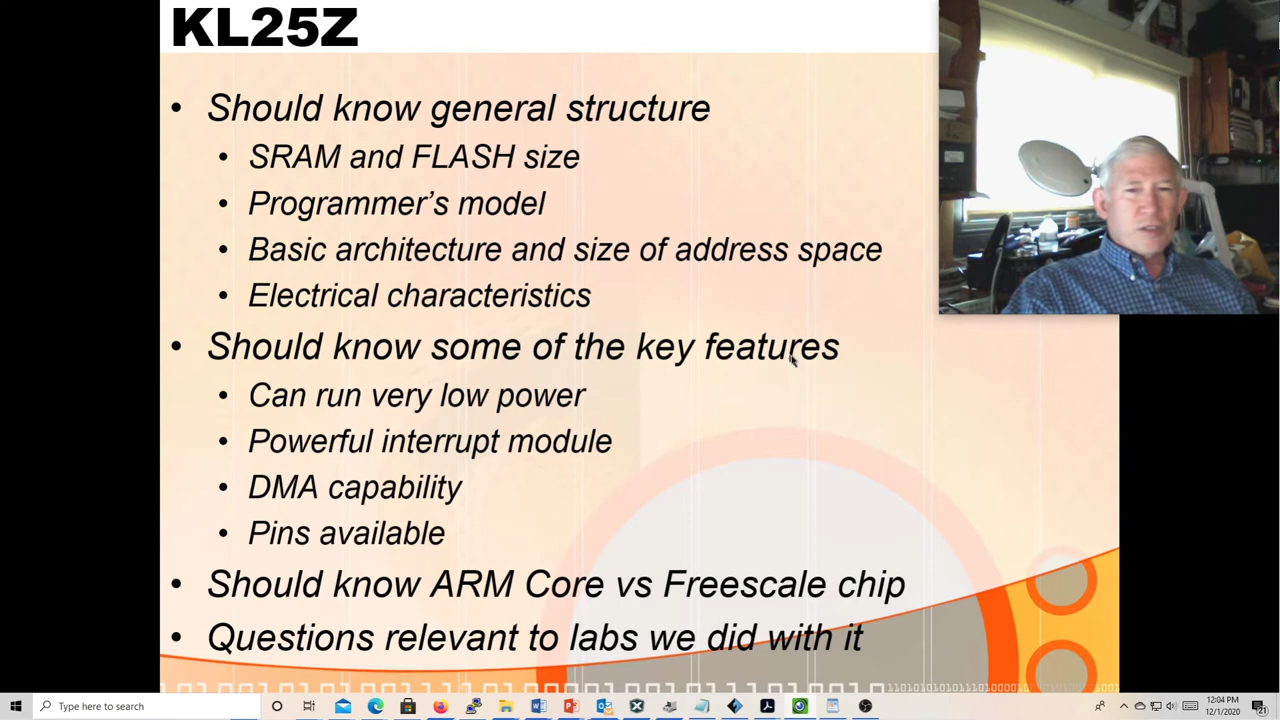 KL25Z
• Should know general structure
• SRAM and FLASH size
• Programmer’s model
• Basic architecture and size of address space
• Electrical characteristics
• Should know some of the key features
• Can run very low power
• Powerful interrupt module
• DMA capability
• Pins available
• Should know ARM Core vs Freescale chip
• Questions relevant to labs we did with it
Type here to search
12:04 PM
12/1/2020